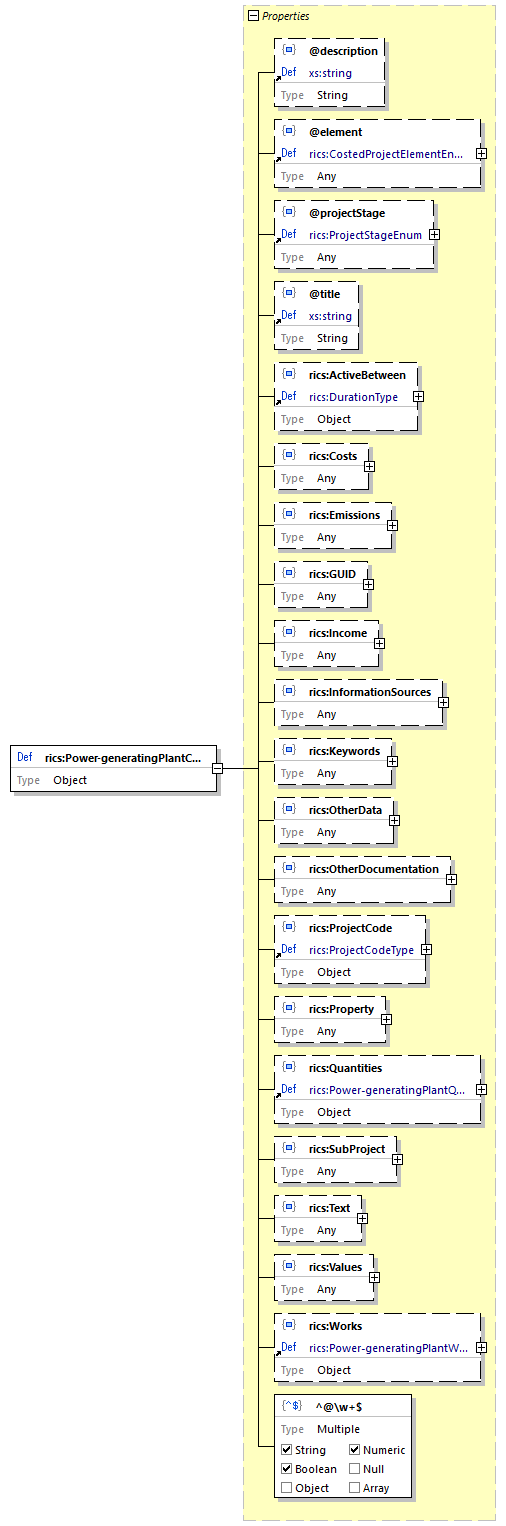 Properties
@description
Def xs:string
Type String
@element
Def rics:CostedProjectElementEn...
Type Any
@projectStage
Def rics:ProjectStageEnum
Type Any
@title
Def xs:string
Type String
rics:ActiveBetween
Def rics:DurationType
Type Object
rics:Costs
Type Any
rics:Emissions
Type Any
rics:GUID
Type Any
rics:Income
Type Any
rics:InformationSources
Type Any
Def rics:Power-generatingPlantC...
Type Object
rics:Keywords
Type Any
rics:OtherData
Type Any
rics:OtherDocumentation
Type Any
rics:ProjectCode
Def rics:ProjectCodeType
Type Object
rics:Property
Type Any
rics:Quantities
Def rics:Power-generatingPlantQ...
Type Object
rics:SubProject
Type Any
rics:Text
Type Any
rics:Values
Type Any
rics:Works
Def rics:Power-generatingPlantW...
Type Object
{^$} ^@\w+$
Type Multiple
String Numeric
Boolean Null
Object Array